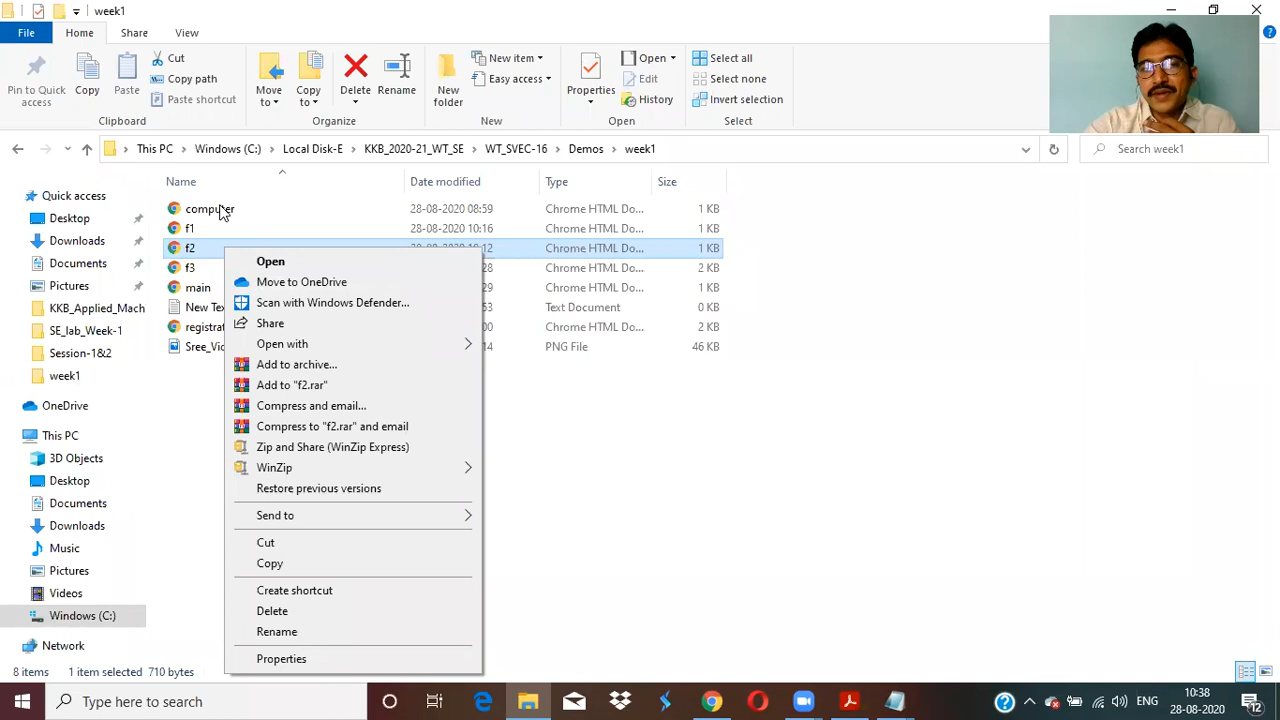 week1
File
Home
Share
View
Pin to Quick access
Copy
Paste
Cut
Copy path
Paste shortcut
Clipboard
Move to
Copy to
Delete
Rename
Organize
New folder
New item
Easy access
New
Properties
Open
Edit
History
Open
Select all
Select none
Invert selection
Select
This PC
Windows (C:)
Local Disk-E
KKB_2020-21_WT_SE
WT_SVEC-16
Demos
week1
Search week1
Name
Date modified
Type
Size
computer 28-08-2020 08:59 Chrome HTML Do... 1 KB
f1 28-08-2020 10:16 Chrome HTML Do... 1 KB
f2 12 Chrome HTML Do... 1 KB
f3 28 Chrome HTML Do... 2 KB
main 29 Chrome HTML Do... 1 KB
New Tex 53 Text Document 0 KB
registrat 00 Chrome HTML Do... 2 KB
Sree_Vid 14 PNG File 46 KB
Quick access
Desktop
Downloads
Documents
Pictures
KKB_Applied_Mach
SE_lab_Week-1
Session-1&2
week1
OneDrive
This PC
3D Objects
Desktop
Documents
Downloads
Music
Pictures
Videos
Windows (C:)
Network
Open
Move to OneDrive
Scan with Windows Defender...
Share
Open with
Add to archive...
Add to "f2.rar"
Compress and email...
Compress to "f2.rar" and email
Zip and Share (WinZip Express)
WinZip
Restore previous versions
Send to
Cut
Copy
Create shortcut
Delete
Rename
Properties
8 items 1 item selected 710 bytes
Type here to search
ENG
10:38
28-08-2020
12